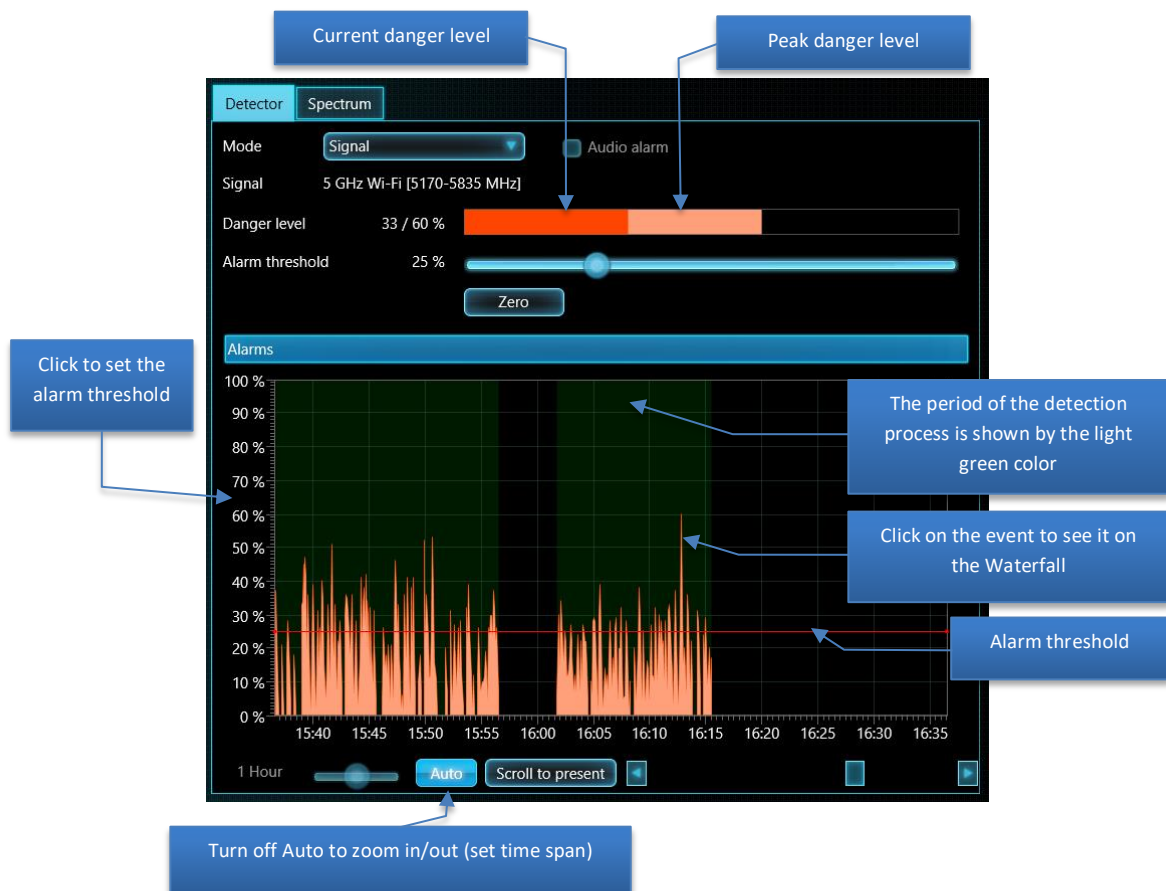 Current danger level
Peak danger level
Detector
Spectrum
Mode
Signal
Audio alarm
Signal
5 GHz Wi-Fi [5170-5835 MHz]
Danger level
33 / 60 %
Alarm threshold
25 %
Zero
Alarms
Click to set the
alarm threshold
100 %
90 %
80 %
70 %
60 %
50 %
40 %
30 %
20 %
10 %
0 %
The period of the detection
process is shown by the light
green color
Click on the event to see it on
the Waterfall
Alarm threshold
15:40
15:45
15:50
15:55
16:00
16:05
16:10
16:15
16:20
16:25
16:30
16:35
1 Hour
Auto
Scroll to present
Turn off Auto to zoom in/out (set time span)